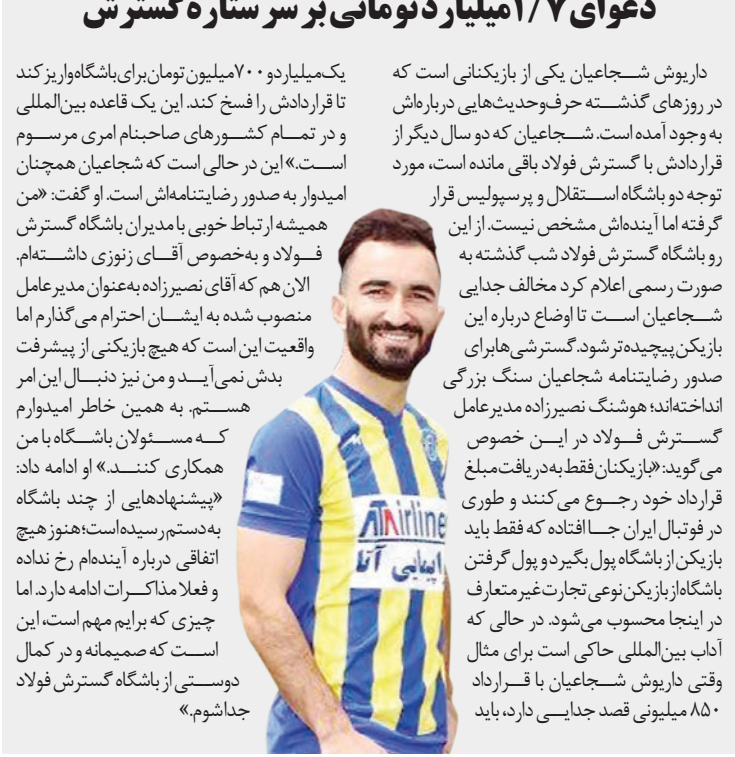 دعوای ۱/۷ میلیارد تومانی بر سر ستاره گسترش
داریوش شجاعیان یکی از بازیکنانی است که
در روزهای گذشته حرف‌وحدیث‌هایی درباره‌اش
به وجود آمده است. شجاعیان که دو سال دیگر از
قراردادش با گسترش فولاد باقی مانده است، مورد
توجه دو باشگاه استقلال و پرسپولیس قرار
گرفته اما آینده‌اش مشخص نیست. از این
رو باشگاه گسترش فولاد شب گذشته به
صورت رسمی اعلام کرد مخالف جدایی
شجاعیان است تا اوضاع درباره این
بازیکن پیچیده‌تر شود. گسترشی‌ها برای
صدور رضایتنامه شجاعیان سنگ بزرگی
انداخته‌اند؛ هوشنگ نصیرزاده مدیرعامل
گسترش فولاد در این خصوص
می‌گوید: «بازیکنان فقط به دریافت مبلغ
قرارداد خود رجوع می‌کنند و طوری
در فوتبال ایران جا افتاده که فقط باید
بازیکن از باشگاه پول بگیرد و پول گرفتن
باشگاه از بازیکن نوعی تجارت غیرمتعارف
در اینجا محسوب می‌شود. در حالی که
آداب بین‌المللی حاکی است برای مثال
وقتی داریوش شجاعیان با قرارداد
۸۵۰ میلیونی قصد جدایی دارد، باید
یک میلیارد و ۷۰۰ میلیون تومان برای باشگاه واریز کند
تا قراردادش را فسخ کند. این یک قاعده بین‌المللی
و در تمام کشورهای صاحبنام امری مرسوم
است.» این در حالی است که شجاعیان همچنان
امیدوار به صدور رضایتنامه‌اش است. او گفت: «من
همیشه ارتباط خوبی با مدیران باشگاه گسترش
فولاد و به‌خصوص آقای زنوزی داشته‌ام.
الان هم که آقای نصیرزاده به‌عنوان مدیرعامل
منصوب شده به ایشان احترام می‌گذارم اما
واقعیت این است که هیچ بازیکنی از پیشرفت
بدش نمی‌آید و من نیز دنبال این امر
هستم. به همین خاطر امیدوارم
که مسئولان باشگاه با من
همکاری کنند.» او ادامه داد:
«پیشنهادهایی از چند باشگاه
به‌دستم رسیده است؛ هنوز هیچ
اتفاقی درباره آینده‌ام رخ نداده
و فعلا مذاکرات ادامه دارد. اما
چیزی که برایم مهم است، این
است که صمیمانه و در کمال
دوستی از باشگاه گسترش فولاد
جدا شوم.»
ATAirline
هواپیمایی آتا